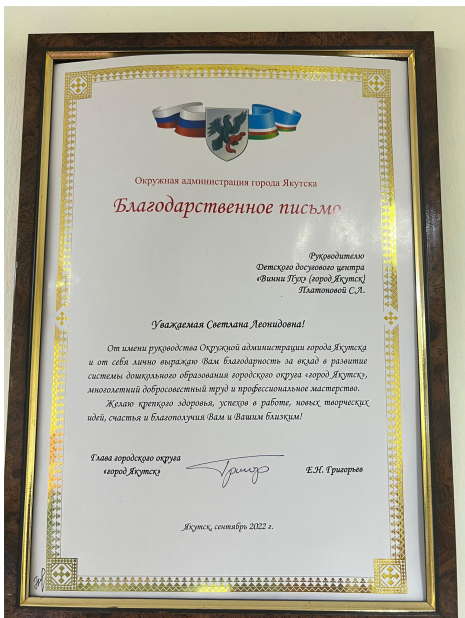 Окружная администрация города Якутска
Благодарственное письмо
Руководителю
Детского досугового центра
«Винни Пух» (город Якутск)
Платоновой С.Л.
Уважаемая Светлана Леонидовна!
От имени руководства Окружной администрации города Якутска
и от себя лично выражаю Вам благодарность за вклад в развитие
системы дошкольного образования городского округа «город Якутск»,
многолетний добросовестный труд и профессиональное мастерство.
Желаю крепкого здоровья, успехов в работе, новых творческих
идей, счастья и благополучия Вам и Вашим близким!
Глава городского округа
«город Якутск»
Е.Н. Григорьев
Якутск, сентябрь 2022 г.